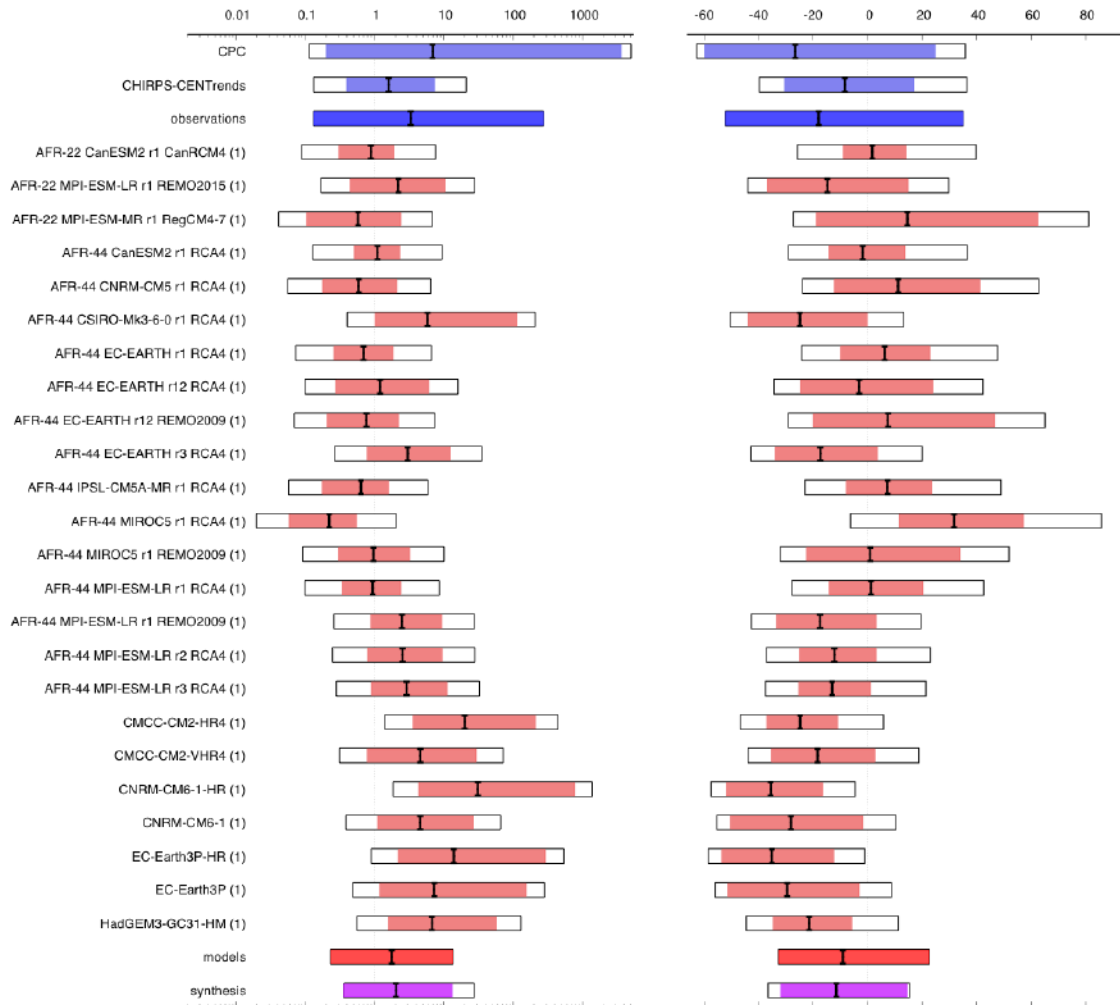 0.01 0.1 1 10 100 1000 -60 -40 -20 0 20 40 60 80
CPC
CHIRPS-CENTrends
observations
AFR-22 CanESM2 r1 CanRCM4 (1)
AFR-22 MPI-ESM-LR r1 REMO2015 (1)
AFR-22 MPI-ESM-MR r1 RegCM4-7 (1)
AFR-44 CanESM2 r1 RCA4 (1)
AFR-44 CNRM-CM5 r1 RCA4 (1)
AFR-44 CSIRO-Mk3-6-0 r1 RCA4 (1)
AFR-44 EC-EARTH r1 RCA4 (1)
AFR-44 EC-EARTH r12 RCA4 (1)
AFR-44 EC-EARTH r12 REMO2009 (1)
AFR-44 EC-EARTH r3 RCA4 (1)
AFR-44 IPSL-CM5A-MR r1 RCA4 (1)
AFR-44 MIROC5 r1 RCA4 (1)
AFR-44 MIROC5 r1 REMO2009 (1)
AFR-44 MPI-ESM-LR r1 RCA4 (1)
AFR-44 MPI-ESM-LR r1 REMO2009 (1)
AFR-44 MPI-ESM-LR r2 RCA4 (1)
AFR-44 MPI-ESM-LR r3 RCA4 (1)
CMCC-CM2-HR4 (1)
CMCC-CM2-VHR4 (1)
CNRM-CM6-1-HR (1)
CNRM-CM6-1 (1)
EC-Earth3P-HR (1)
EC-Earth3P (1)
HadGEM3-GC31-HM (1)
models
synthesis